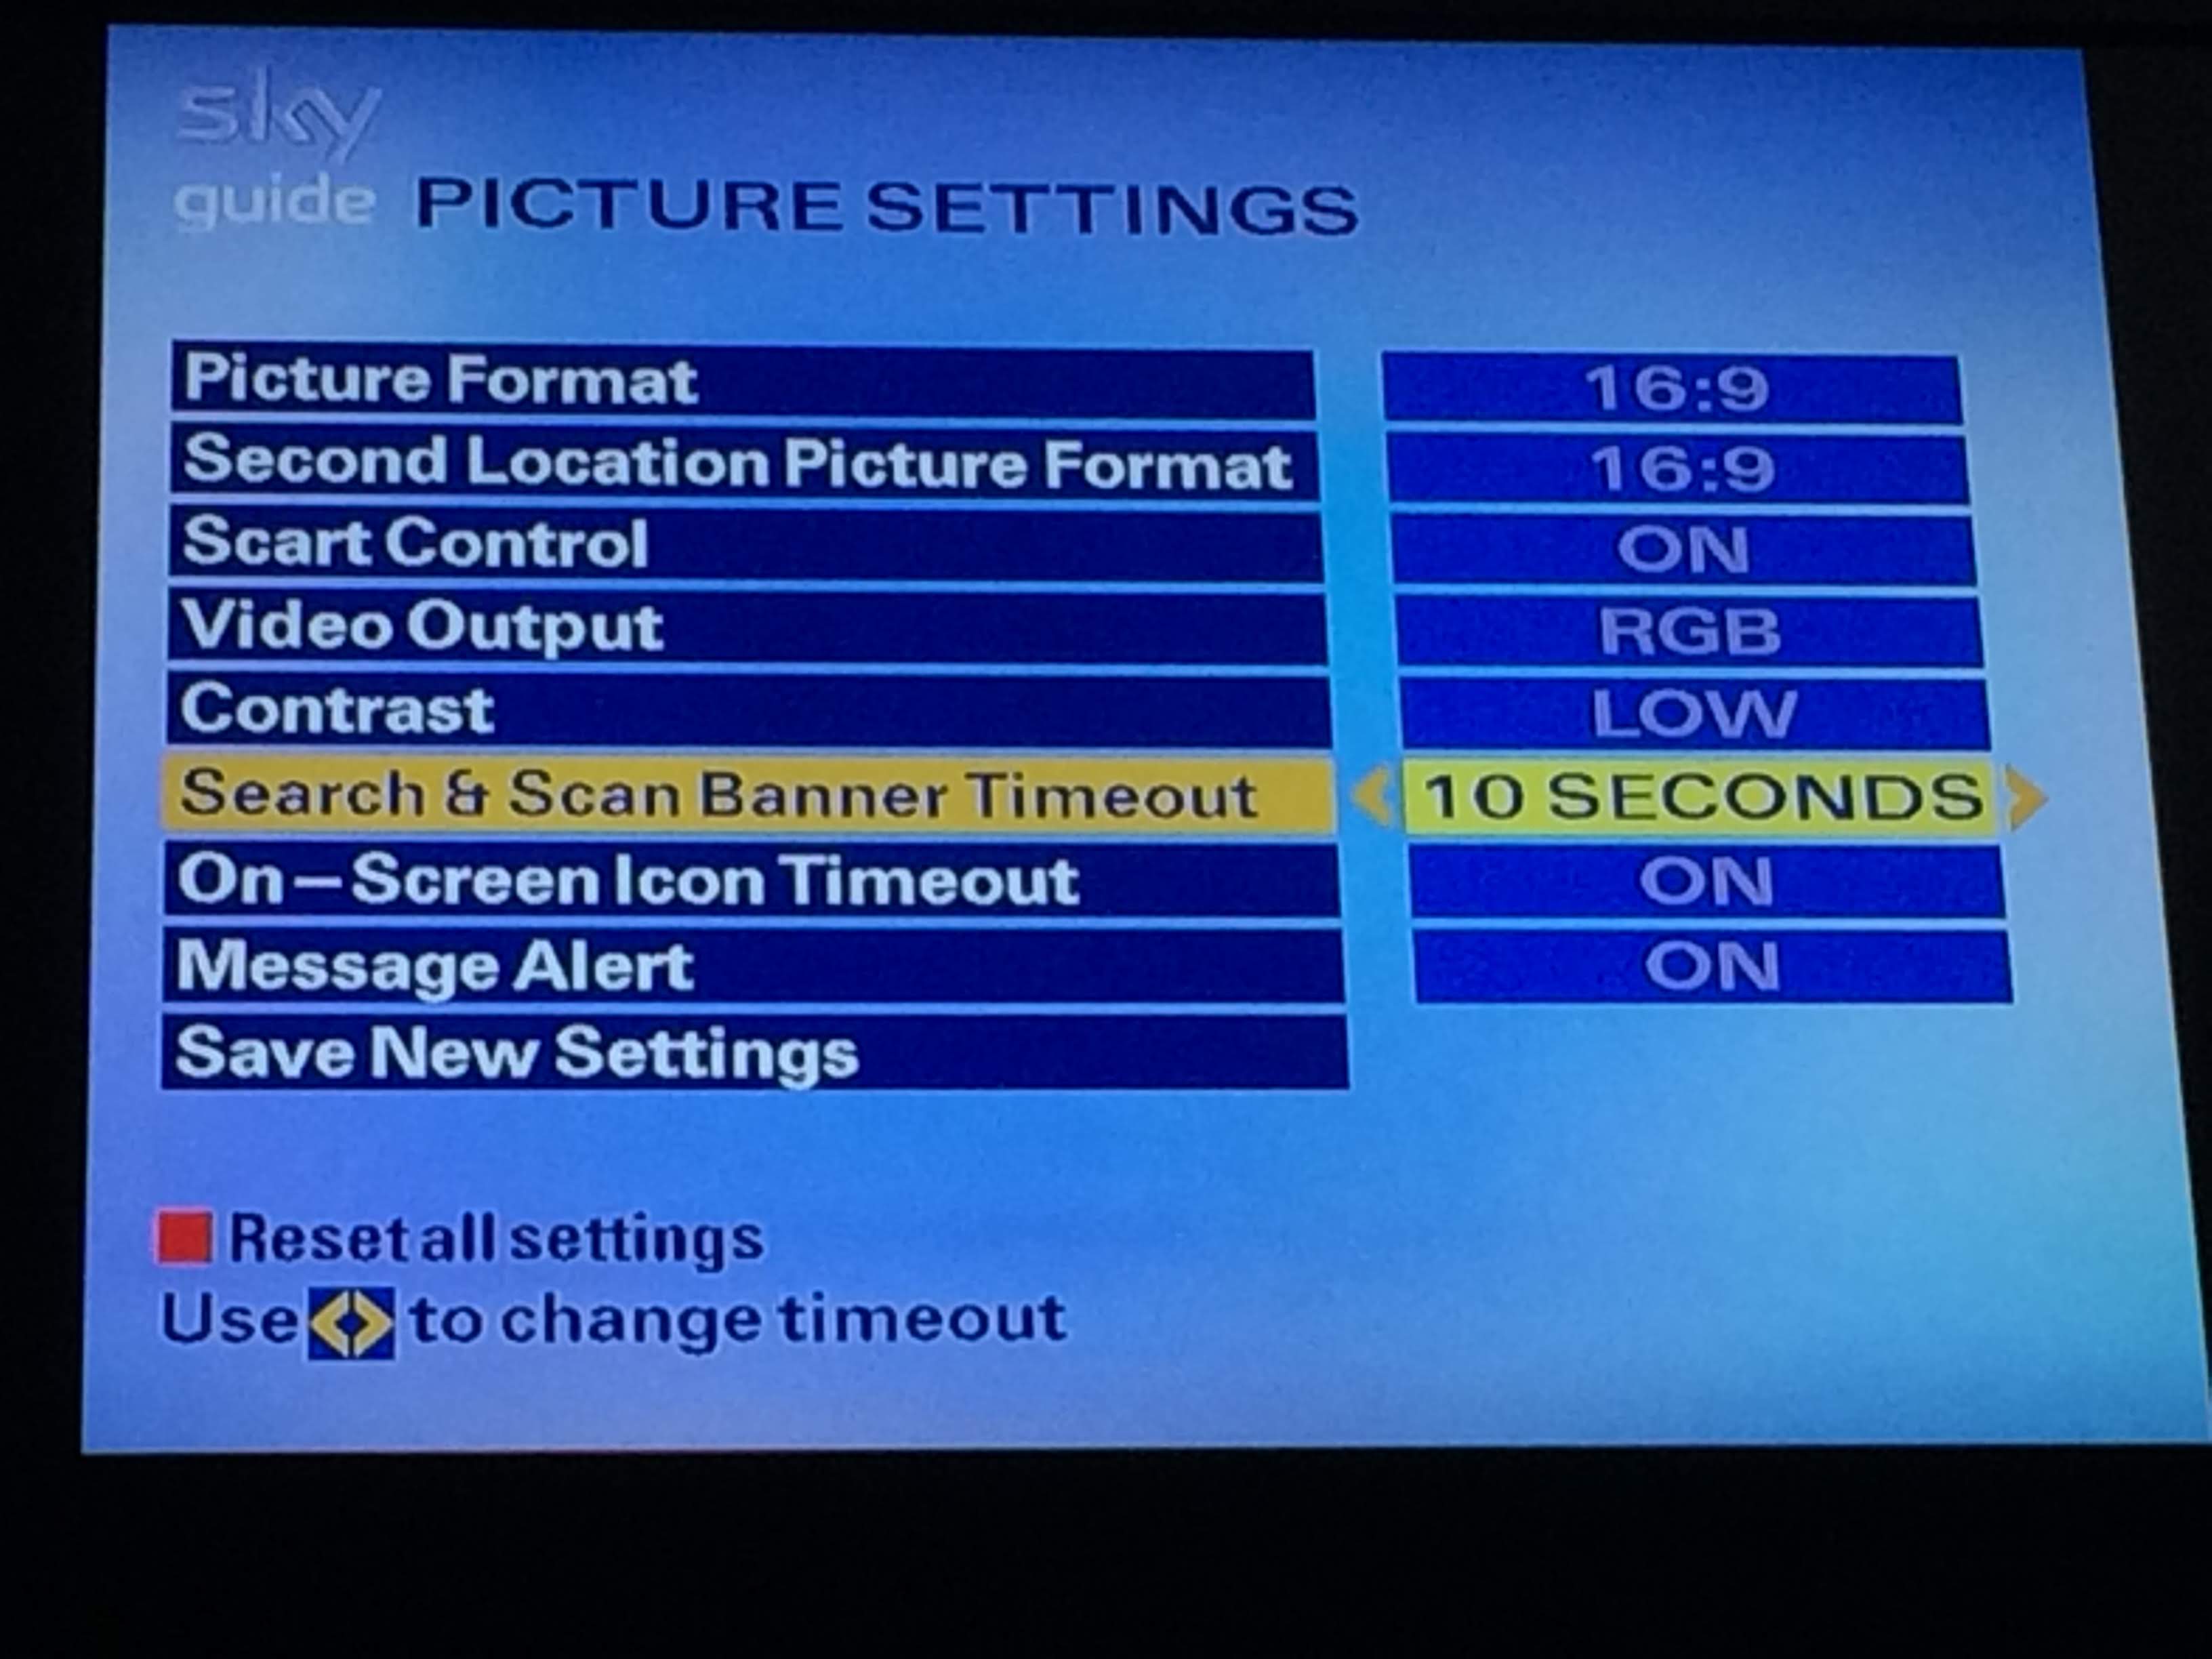 sky
guide PICTURE SETTINGS
Picture Format 16:9
Second Location Picture Format 16:9
Scart Control ON
Video Output RGB
Contrast LOW
Search & Scan Banner Timeout 10 SECONDS
On–Screen Icon Timeout ON
Message Alert ON
Save New Settings
Reset all settings
Use to change timeout